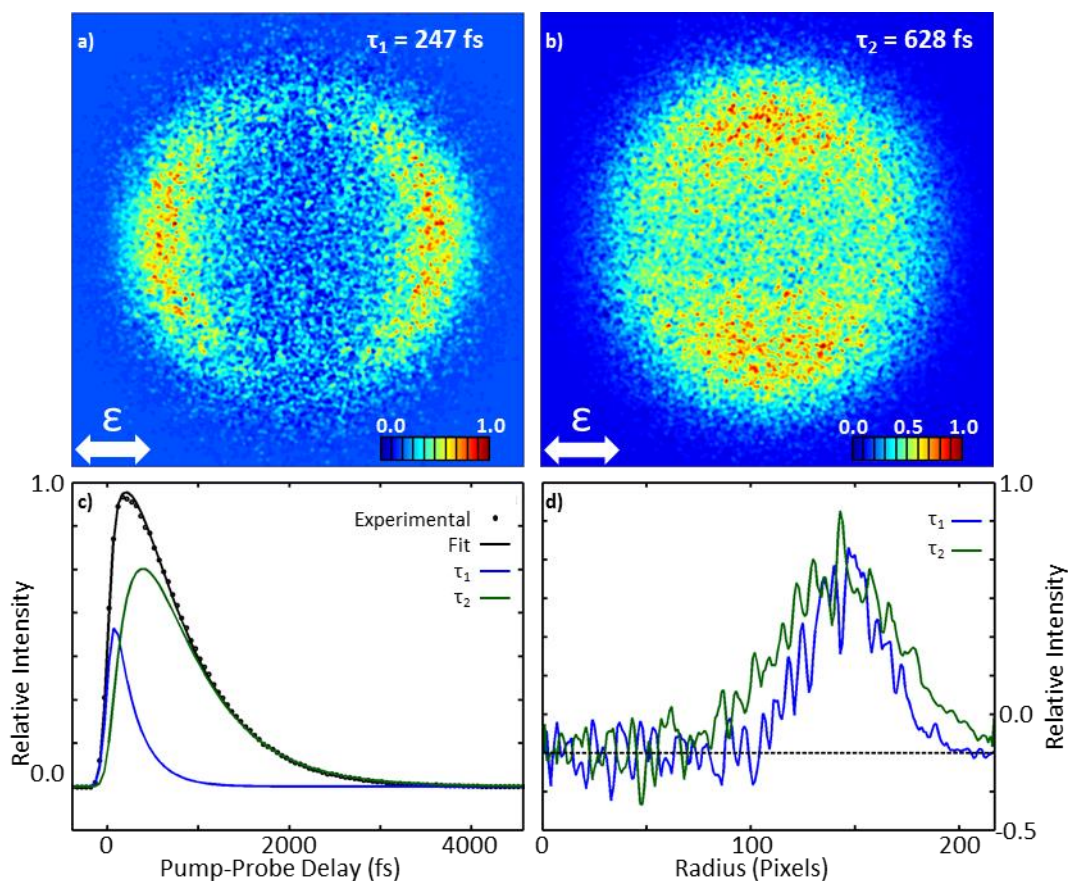 a)
τ₁ = 247 fs
ε
0.0 1.0
b)
τ₂ = 628 fs
ε
0.0 0.5 1.0
c)
1.0
0.0
Relative Intensity
Experimental
Fit
τ₁
τ₂
0 2000 4000
Pump-Probe Delay (fs)
d)
τ₁
τ₂
1.0
0.0
-0.5
Relative Intensity
0 100 200
Radius (Pixels)